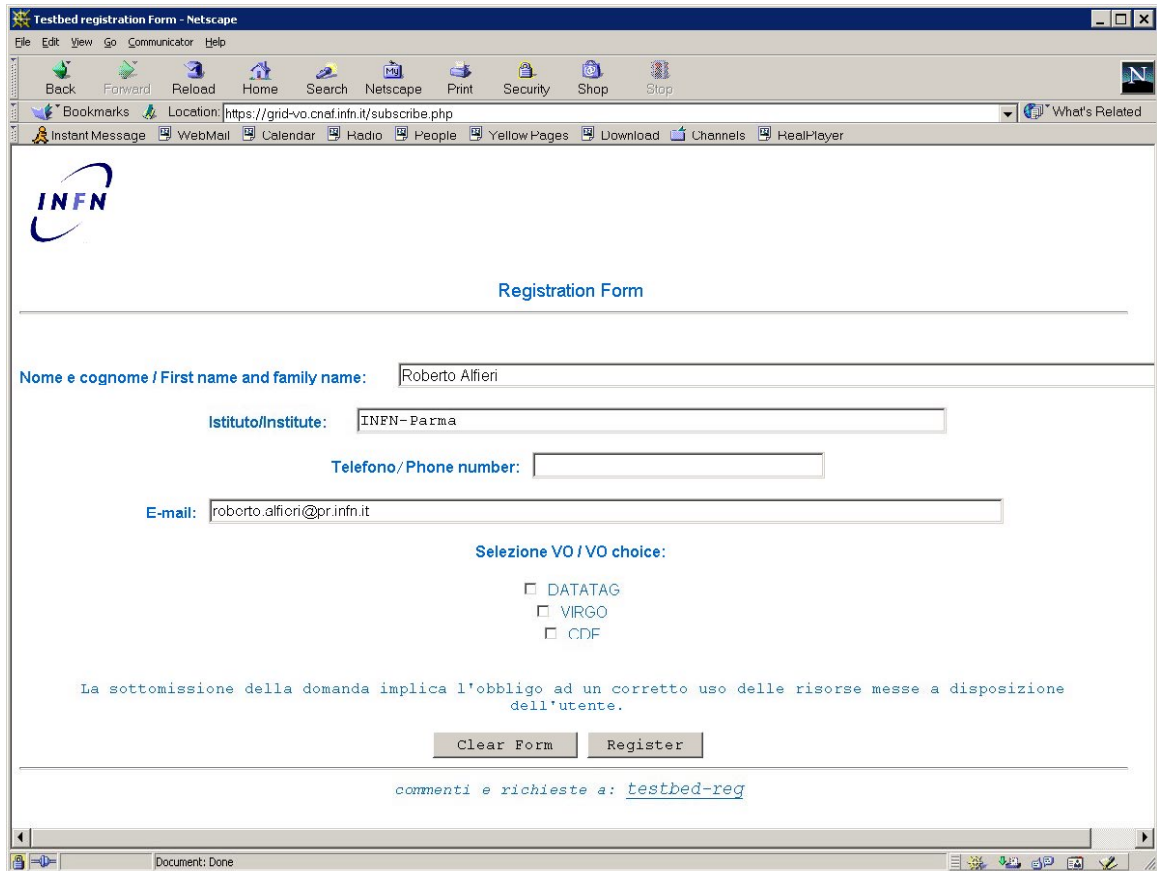 Testbed registration Form - Netscape
File Edit View Go Communicator Help
My
N
Back Forward Reload Home Search Netscape Print Security Shop Stop
Bookmarks Location: https://grid-vo.cnaf.infn.it/subscribe.php What's Related
Instant Message WebMail Calendar Radio People Yellow Pages Download Channels RealPlayer
INFN
Registration Form
Nome e cognome / First name and family name: Roberto Alfieri
Istituto/Institute: INFN-Parma
Telefono/Phone number:
E-mail: roberto.alfieri@pr.infn.it
Selezione VO / VO choice:
DATATAG
VIRGO
CDF
La sottomissione della domanda implica l'obbligo ad un corretto uso delle risorse messe a disposizione
dell'utente.
Clear Form Register
commenti e richieste a: testbed-reg
Document: Done